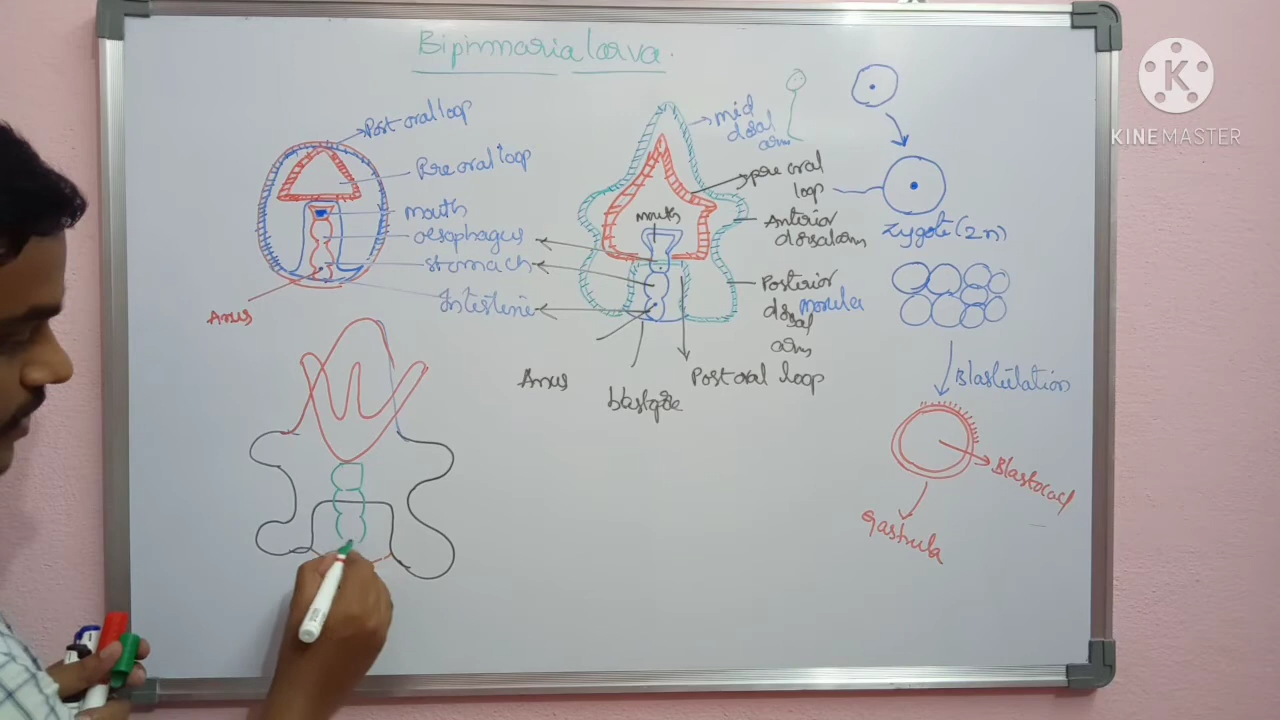 Bipinnaria larva.
Post oral loop
Pre oral loop
mouth
oesophagus
stomach
Intestine
Anus
mid
dorsal
arm
pre oral
loop
mouth
Anterior
dorsal arm
Posterior
dorsal
arm
Post oral loop
Anus
Zygote (2n)
morula
Blastulation
Blastocoel
Gastrula
K
KINEMASTER